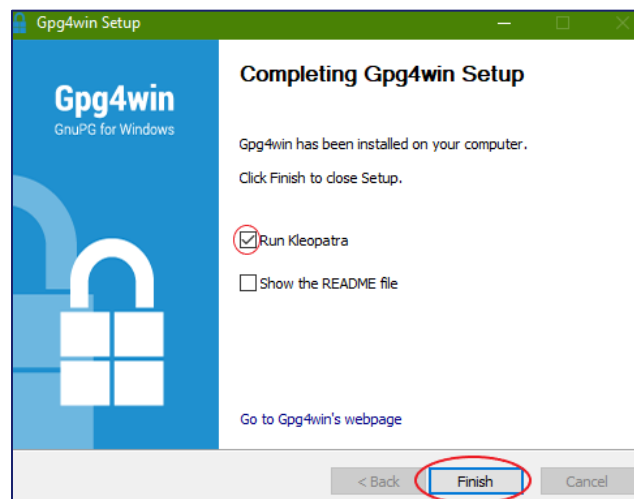 Gpg4win Setup
Gpg4win
GnuPG for Windows
Completing Gpg4win Setup
Gpg4win has been installed on your computer.
Click Finish to close Setup.
Run Kleopatra
Show the README file
Go to Gpg4win's webpage
< Back Finish Cancel